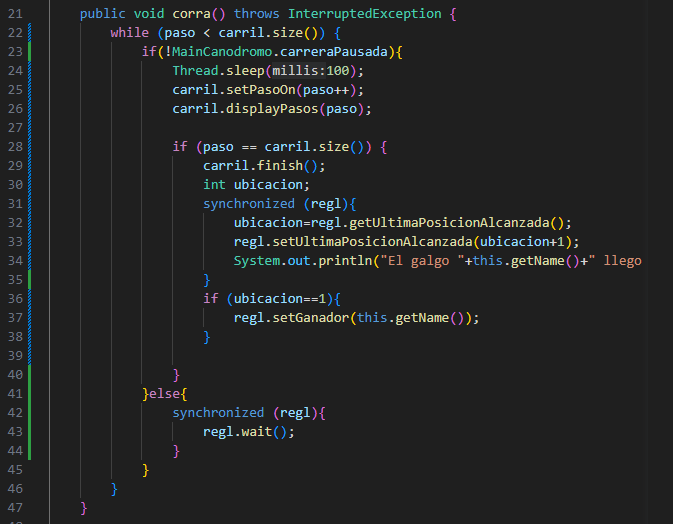 21 public void corra() throws InterruptedException {
22 while (paso < carril.size()) {
23 if(!MainCanodromo.carreraPausada){
24 Thread.sleep(millis:100);
25 carril.setPasoOn(paso++);
26 carril.displayPasos(paso);
27
28 if (paso == carril.size()) {
29 carril.finish();
30 int ubicacion;
31 synchronized (regl){
32 ubicacion=regl.getUltimaPosicionAlcanzada();
33 regl.setUltimaPosicionAlcanzada(ubicacion+1);
34 System.out.println("El galgo "+this.getName()+" llego
35 }
36 if (ubicacion==1){
37 regl.setGanador(this.getName());
38 }
39
40 }
41 }else{
42 synchronized (regl){
43 regl.wait();
44 }
45 }
46 }
47 }